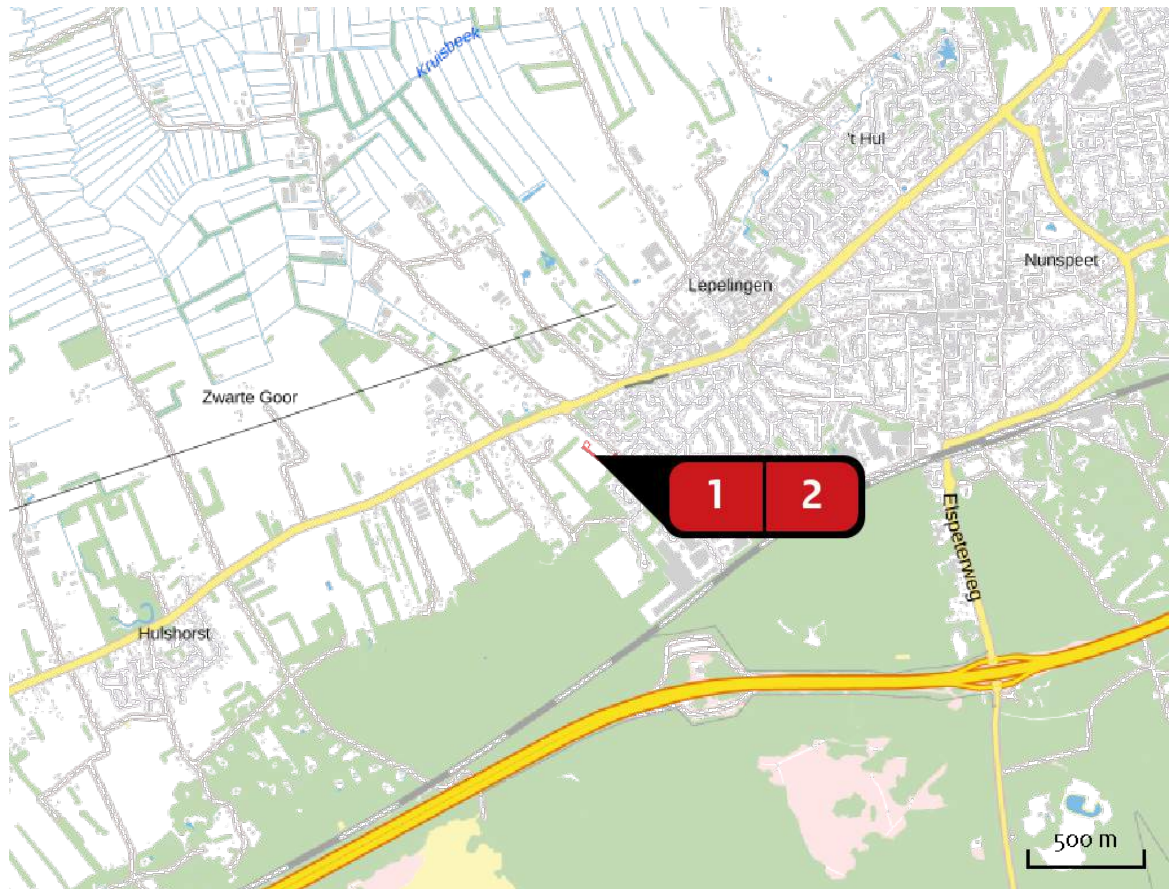 Kruisbeek
't Hul
Nunspeet
Lepelingen
Zwarte Goor
1 2
Elspeterweg
Hulshorst
500 m